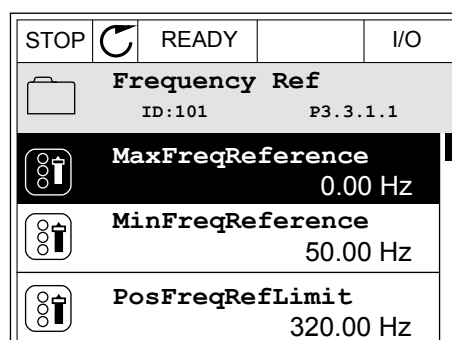 STOP READY I/O
Frequency Ref
ID:101 P3.3.1.1
MaxFreqReference
0.00 Hz
MinFreqReference
50.00 Hz
PosFreqRefLimit
320.00 Hz